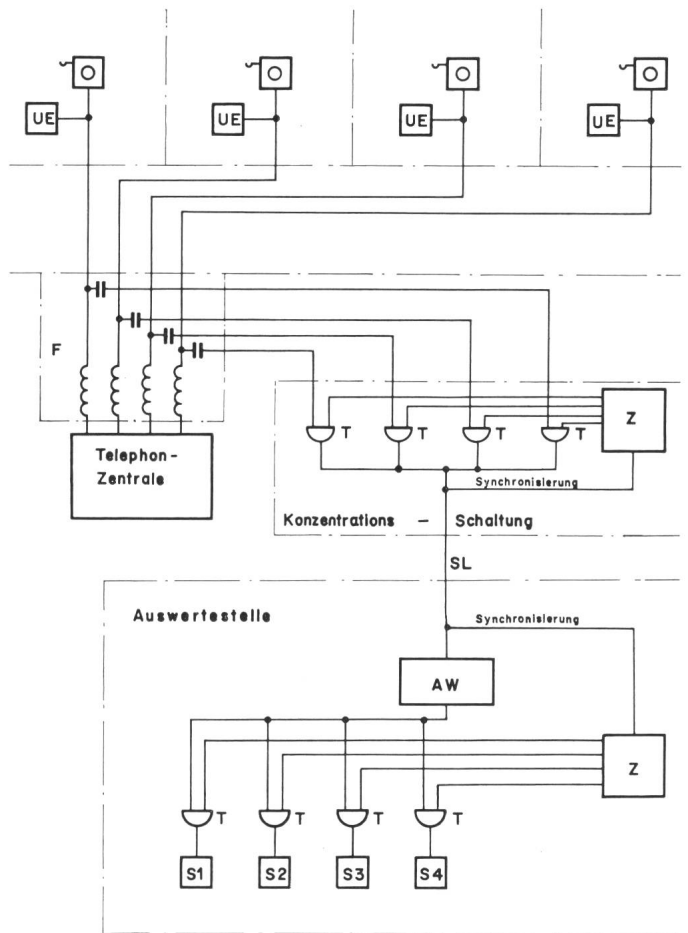 UE UE UE UE
F
T T T T Z
Telephon-
Zentrale
Synchronisierung
Konzentrations - Schaltung
SL
Auswertestelle
Synchronisierung
AW
Z
T T T T
S1 S2 S3 S4